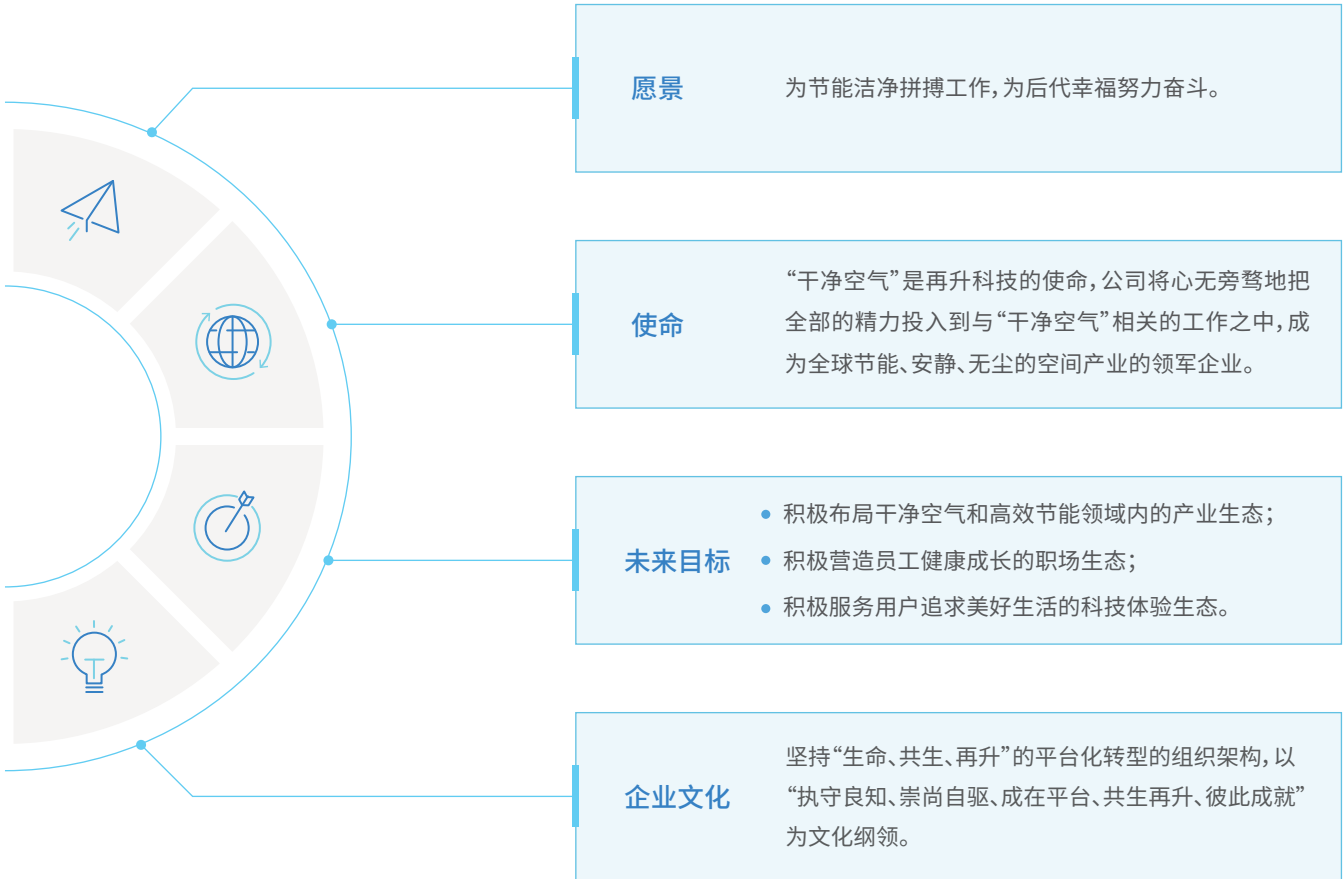 愿景
为节能洁净拼搏工作，为后代幸福努力奋斗。
使命
“干净空气”是再升科技的使命，公司将心无旁骛地把
全部的精力投入到与“干净空气”相关的工作之中，成
为全球节能、安静、无尘的空间产业的领军企业。
未来目标
积极布局干净空气和高效节能领域内的产业生态；
积极营造员工健康成长的职场生态；
积极服务用户追求美好生活的科技体验生态。
企业文化
坚持“生命、共生、再升”的平台化转型的组织架构，以
“执守良知、崇尚自驱、成在平台、共生再升、彼此成就”
为文化纲领。